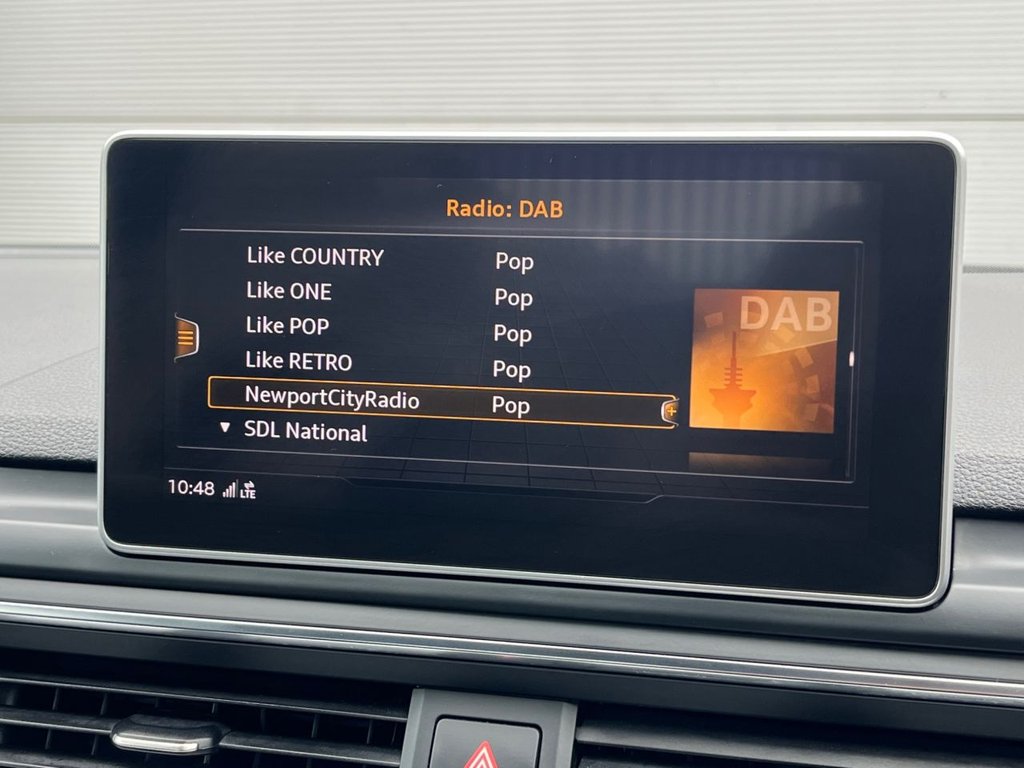 Radio: DAB
Like COUNTRY Pop
Like ONE Pop
Like POP Pop
Like RETRO Pop
NewportCityRadio Pop
SDL National
DAB
10:48 LTE